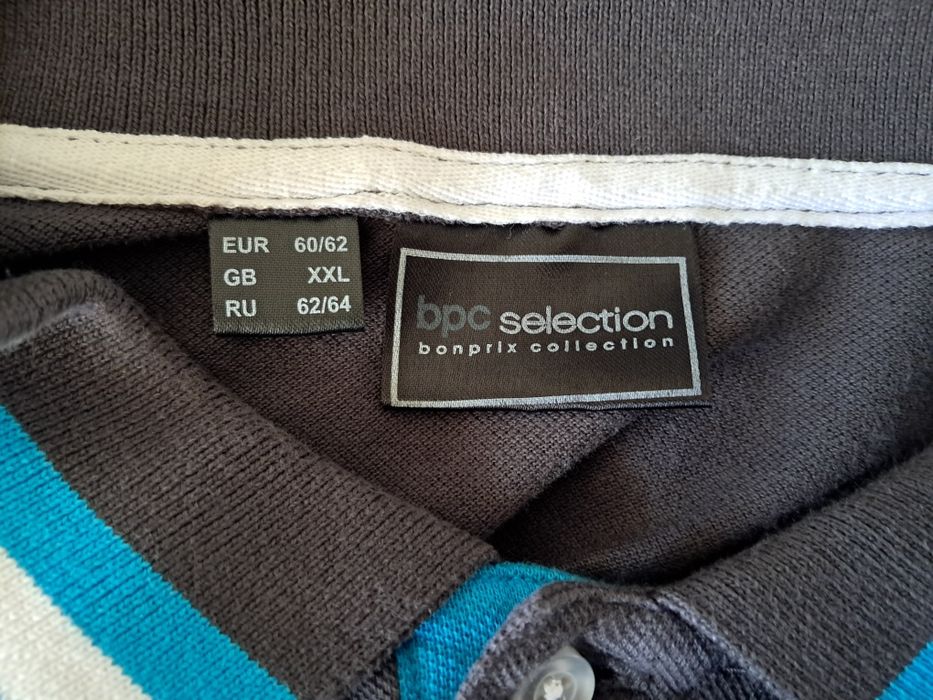 EUR 60/62
GB XXL
RU 62/64
bpc selection
bonprix collection